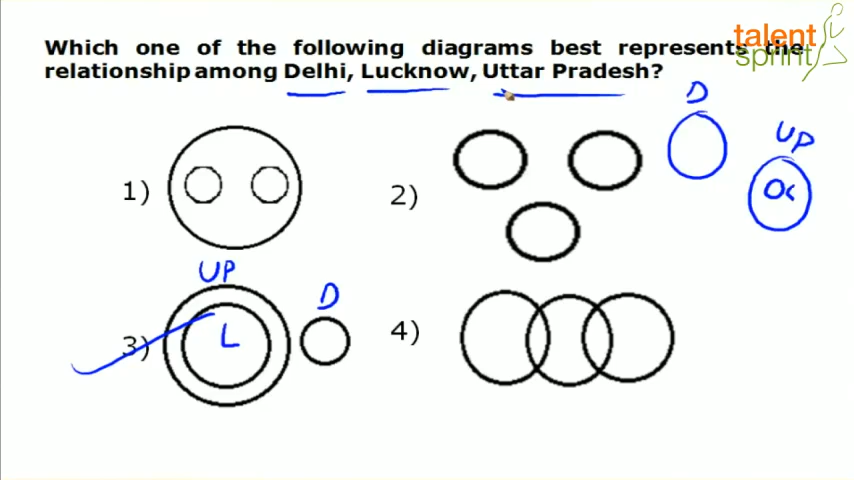 talent
sprint
Which one of the following diagrams best represents the
relationship among Delhi, Lucknow, Uttar Pradesh?
D
UP
1)
2)
UP
D
3)
L
4)